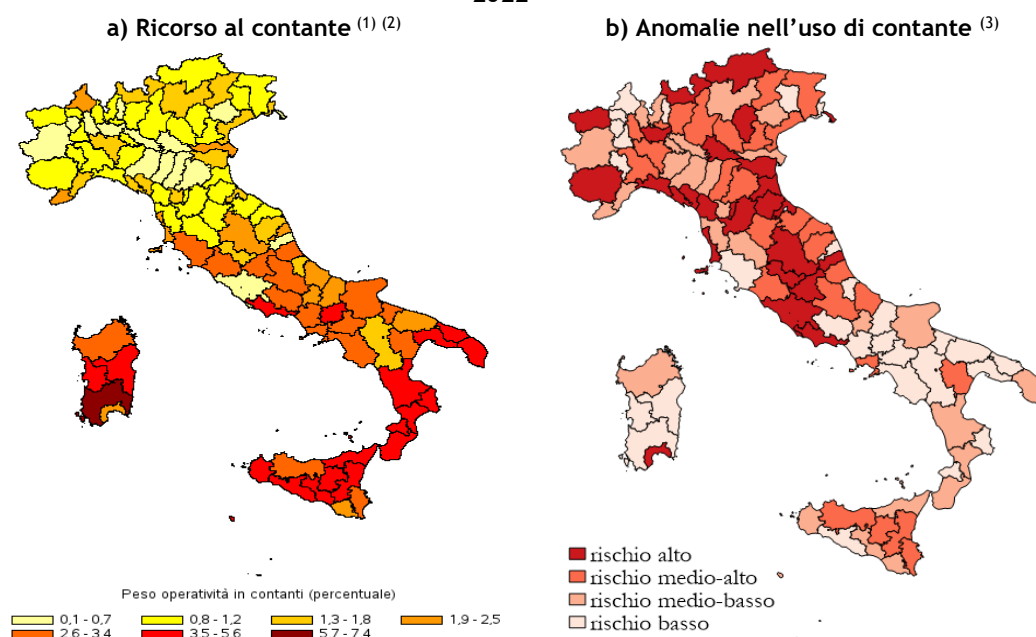 2022
a) Ricorso al contante (1) (2)
b) Anomalie nell’uso di contante (3)
rischio alto
rischio medio-alto
rischio medio-basso
rischio basso
Peso operatività in contanti (percentuale)
0,1 - 0,7 0,8 - 1,2 1,3 - 1,8 1,9 - 2,5
2,6 - 3,4 3,5 - 5,6 5,7 - 7,4